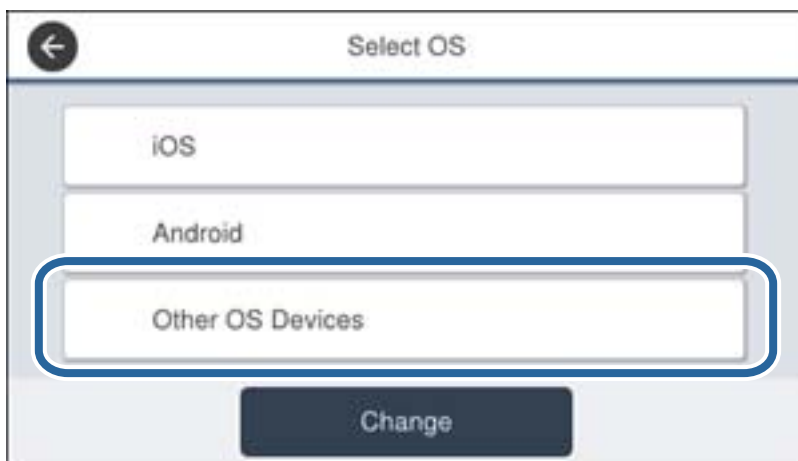 Select OS
iOS
Android
Other OS Devices
Change